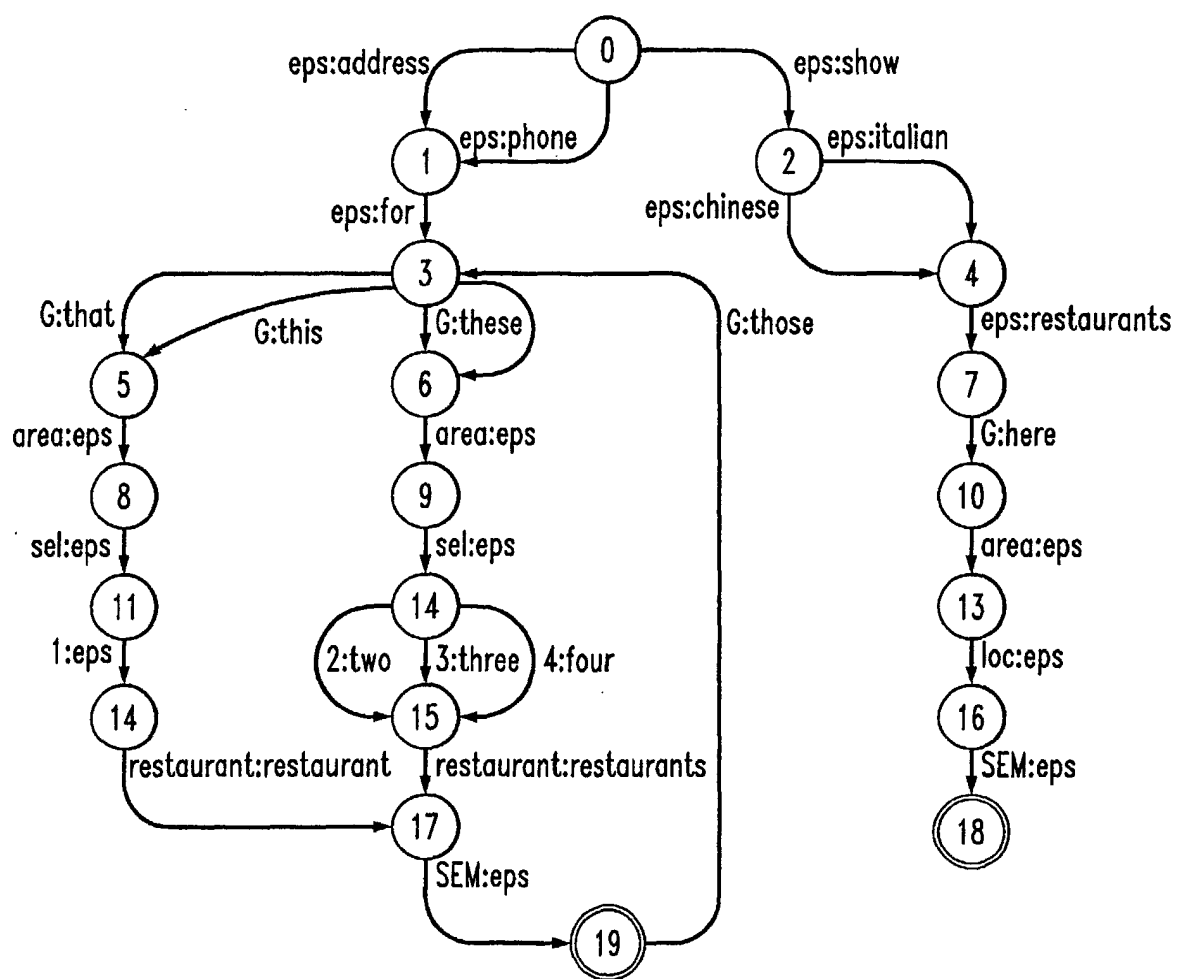 0
eps:address
eps:show
eps:phone
eps:italian
1
2
eps:for
eps:chinese
3
4
G:that
G:this
G:these
G:those
eps:restaurants
5
6
7
area:eps
area:eps
G:here
8
9
10
sel:eps
sel:eps
area:eps
11
14
13
1:eps
2:two
3:three
4:four
loc:eps
14
15
16
restaurant:restaurant
restaurant:restaurants
SEM:eps
17
18
SEM:eps
19